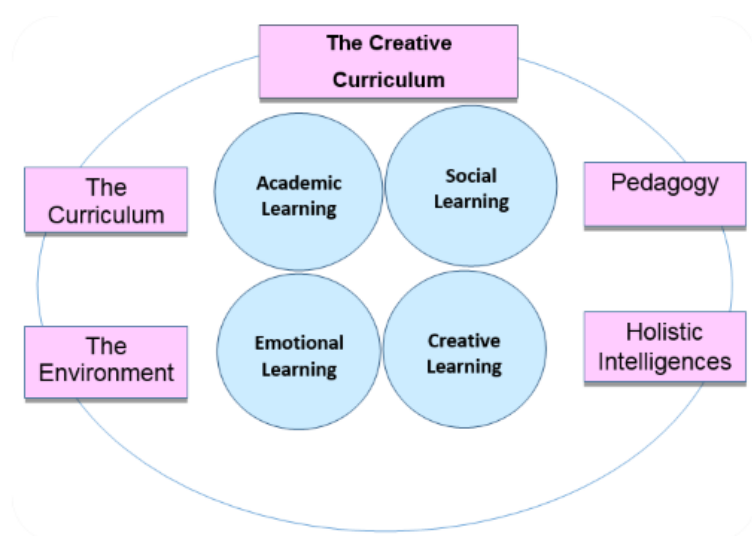 The Creative
Curriculum
Academic
Learning
Social
Learning
The
Curriculum
Pedagogy
Emotional
Learning
Creative
Learning
The
Environment
Holistic
Intelligences